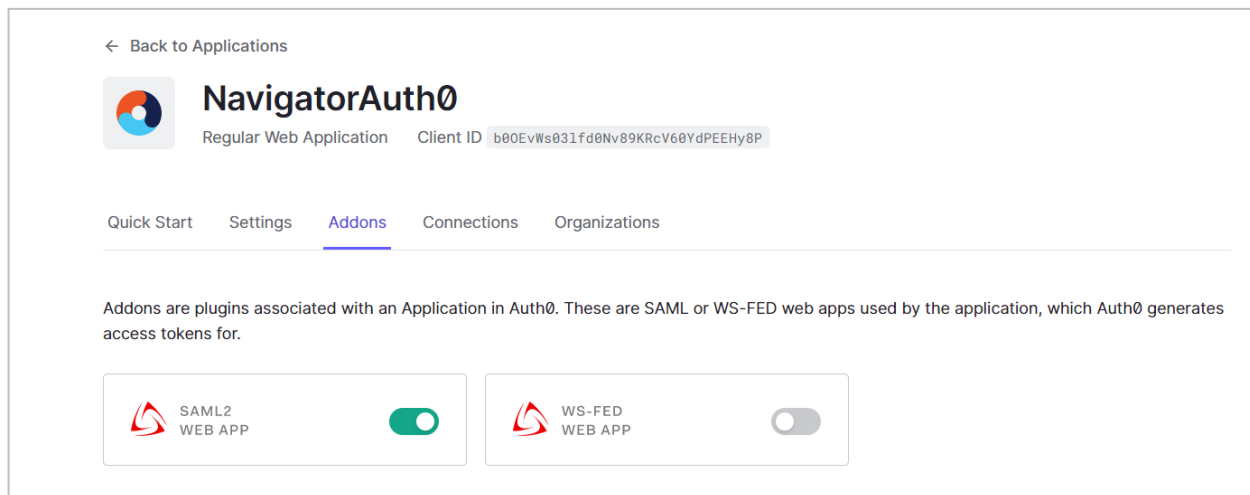 ← Back to Applications
NavigatorAuth0
Regular Web Application Client ID b0OEvWs03lfd0Nv89KRcV60YdPEEHy8P
Quick Start Settings Addons Connections Organizations
Addons are plugins associated with an Application in Auth0. These are SAML or WS-FED web apps used by the application, which Auth0 generates
access tokens for.
SAML2
WEB APP
WS-FED
WEB APP